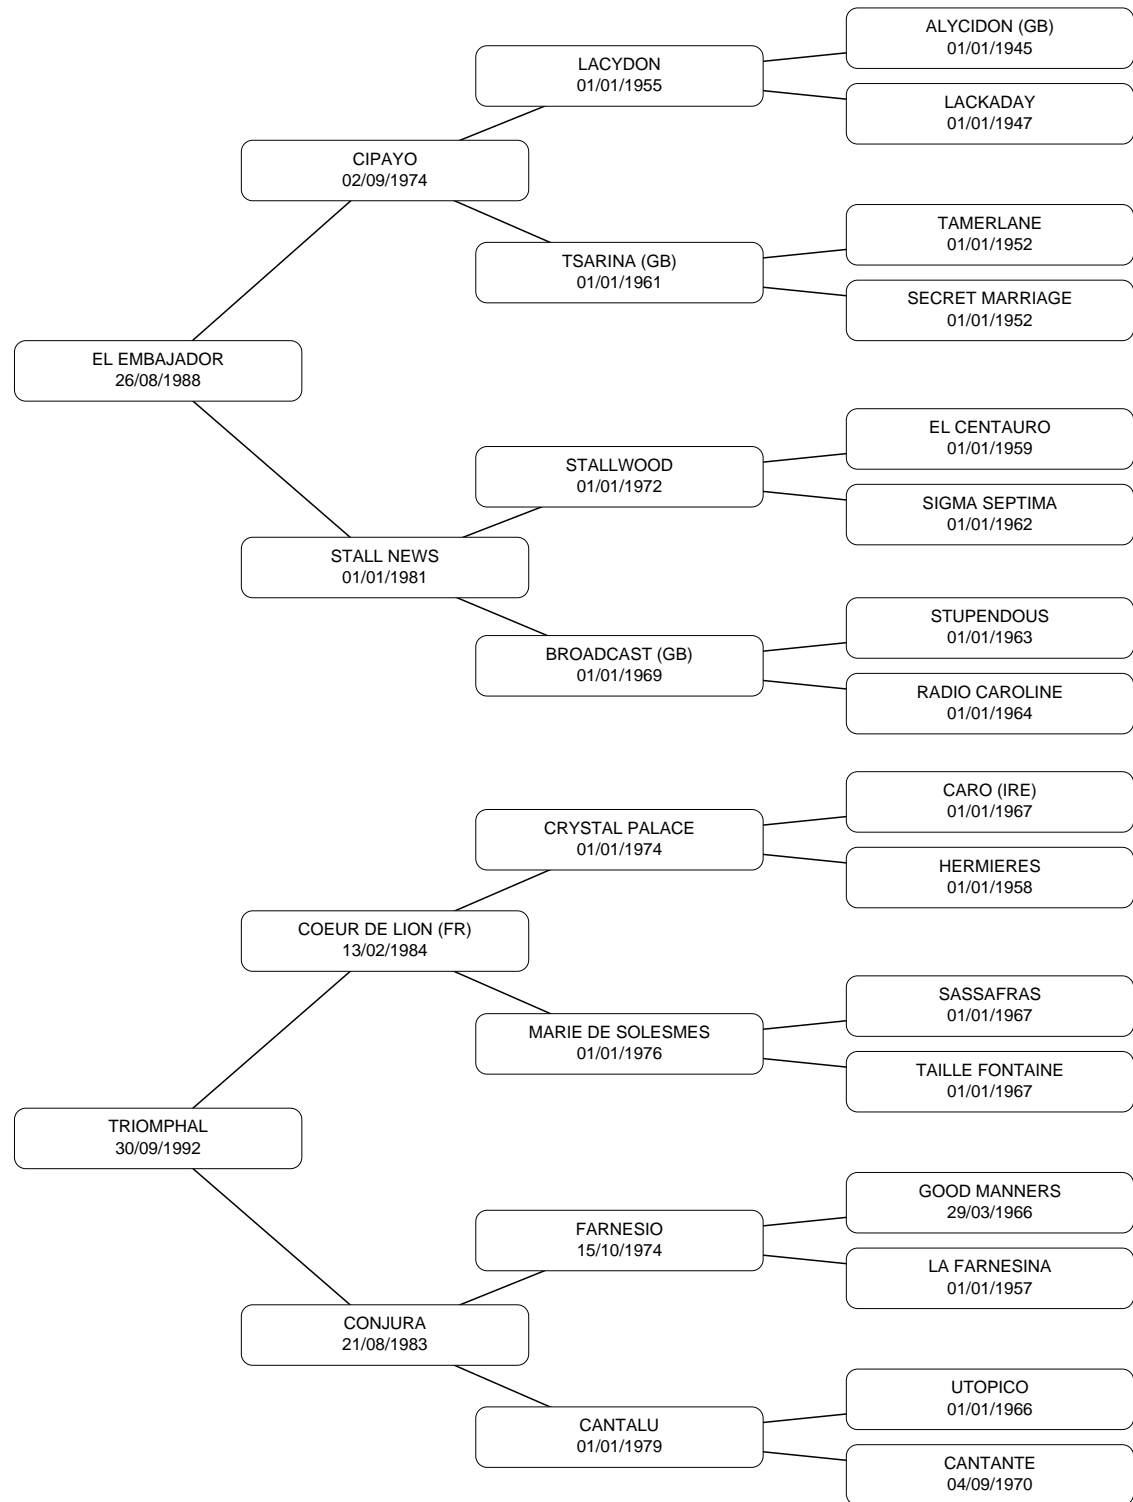 ALYCIDON (GB)
01/01/1945
LACYDON
01/01/1955
LACKADAY
01/01/1947
CIPAYO
02/09/1974
TAMERLANE
01/01/1952
TSARINA (GB)
01/01/1961
SECRET MARRIAGE
01/01/1952
EL EMBAJADOR
26/08/1988
EL CENTAURO
01/01/1959
STALLWOOD
01/01/1972
SIGMA SEPTIMA
01/01/1962
STALL NEWS
01/01/1981
STUPENDOUS
01/01/1963
BROADCAST (GB)
01/01/1969
RADIO CAROLINE
01/01/1964
CARO (IRE)
01/01/1967
CRYSTAL PALACE
01/01/1974
HERMIERES
01/01/1958
COEUR DE LION (FR)
13/02/1984
SASSAFRAS
01/01/1967
MARIE DE SOLESMES
01/01/1976
TAILLE FONTAINE
01/01/1967
TRIOMPHAL
30/09/1992
GOOD MANNERS
29/03/1966
FARNESIO
15/10/1974
LA FARNESINA
01/01/1957
CONJURA
21/08/1983
UTOPICO
01/01/1966
CANTALU
01/01/1979
CANTANTE
04/09/1970